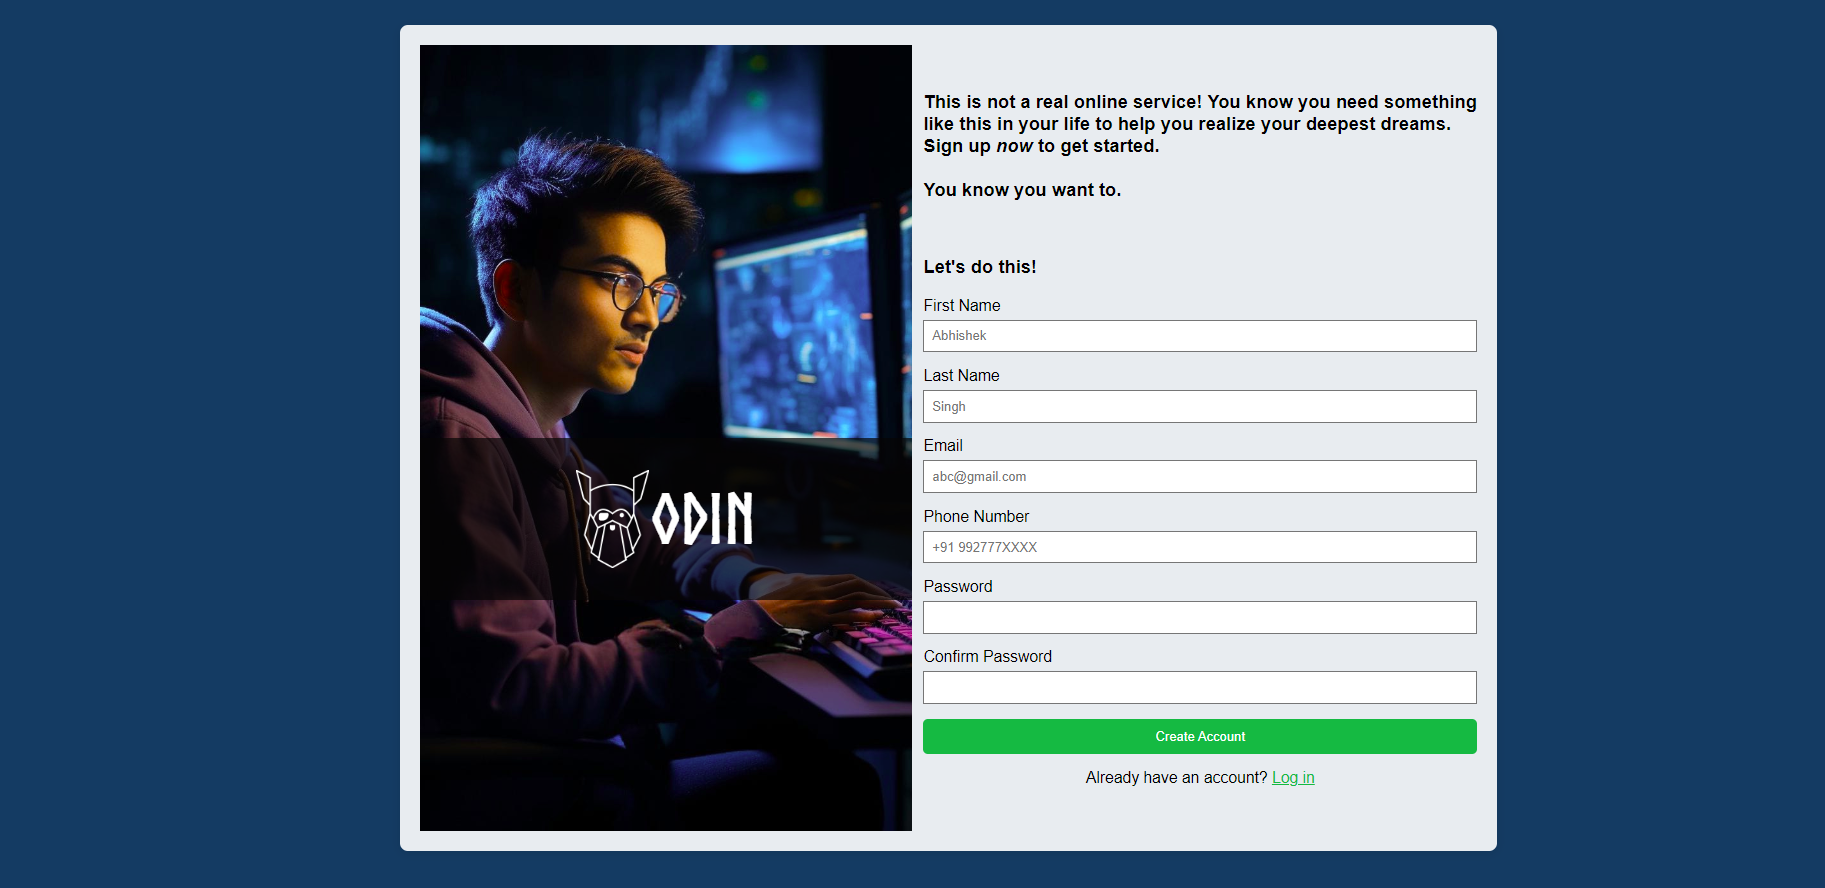 This is not a real online service! You know you need something
like this in your life to help you realize your deepest dreams.
Sign up now to get started.
You know you want to.
Let's do this!
First Name
Abhishek
Last Name
Singh
Email
abc@gmail.com
Phone Number
+91 992777XXXX
Password
Confirm Password
Create Account
Already have an account? Log in
ODIN